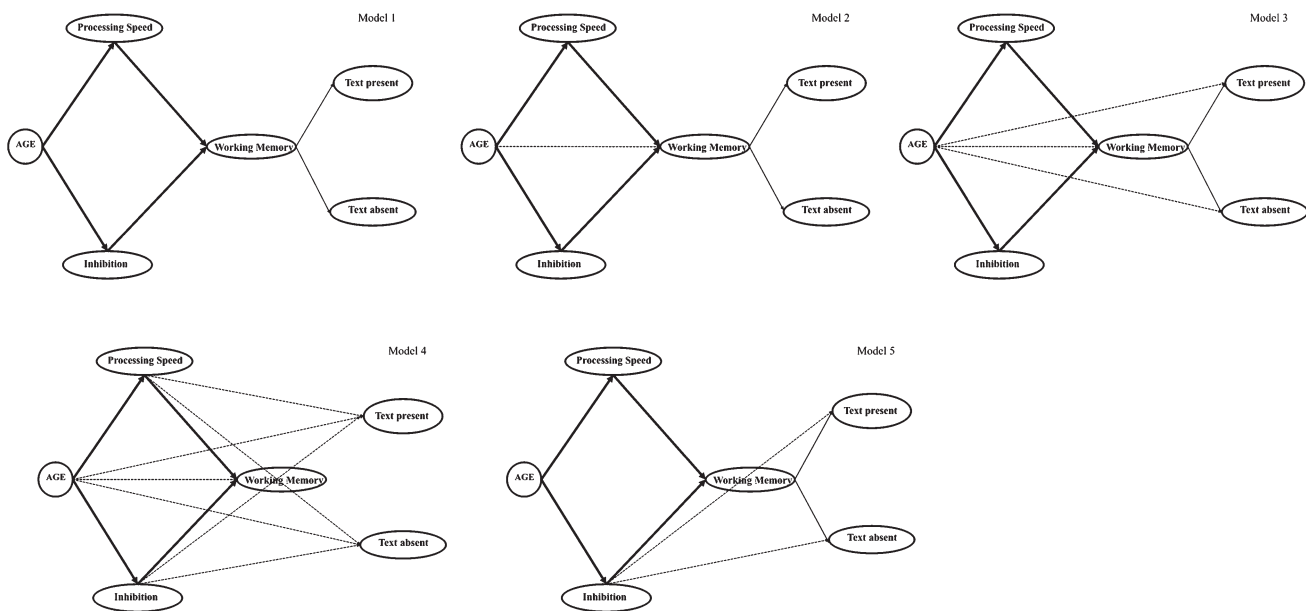 Model 1
Processing Speed
Text present
AGE
Working Memory
Text absent
Inhibition
Model 2
Processing Speed
Text present
AGE
Working Memory
Text absent
Inhibition
Model 3
Processing Speed
Text present
AGE
Working Memory
Text absent
Inhibition
Model 4
Processing Speed
Text present
AGE
Working Memory
Text absent
Inhibition
Model 5
Processing Speed
Text present
AGE
Working Memory
Text absent
Inhibition